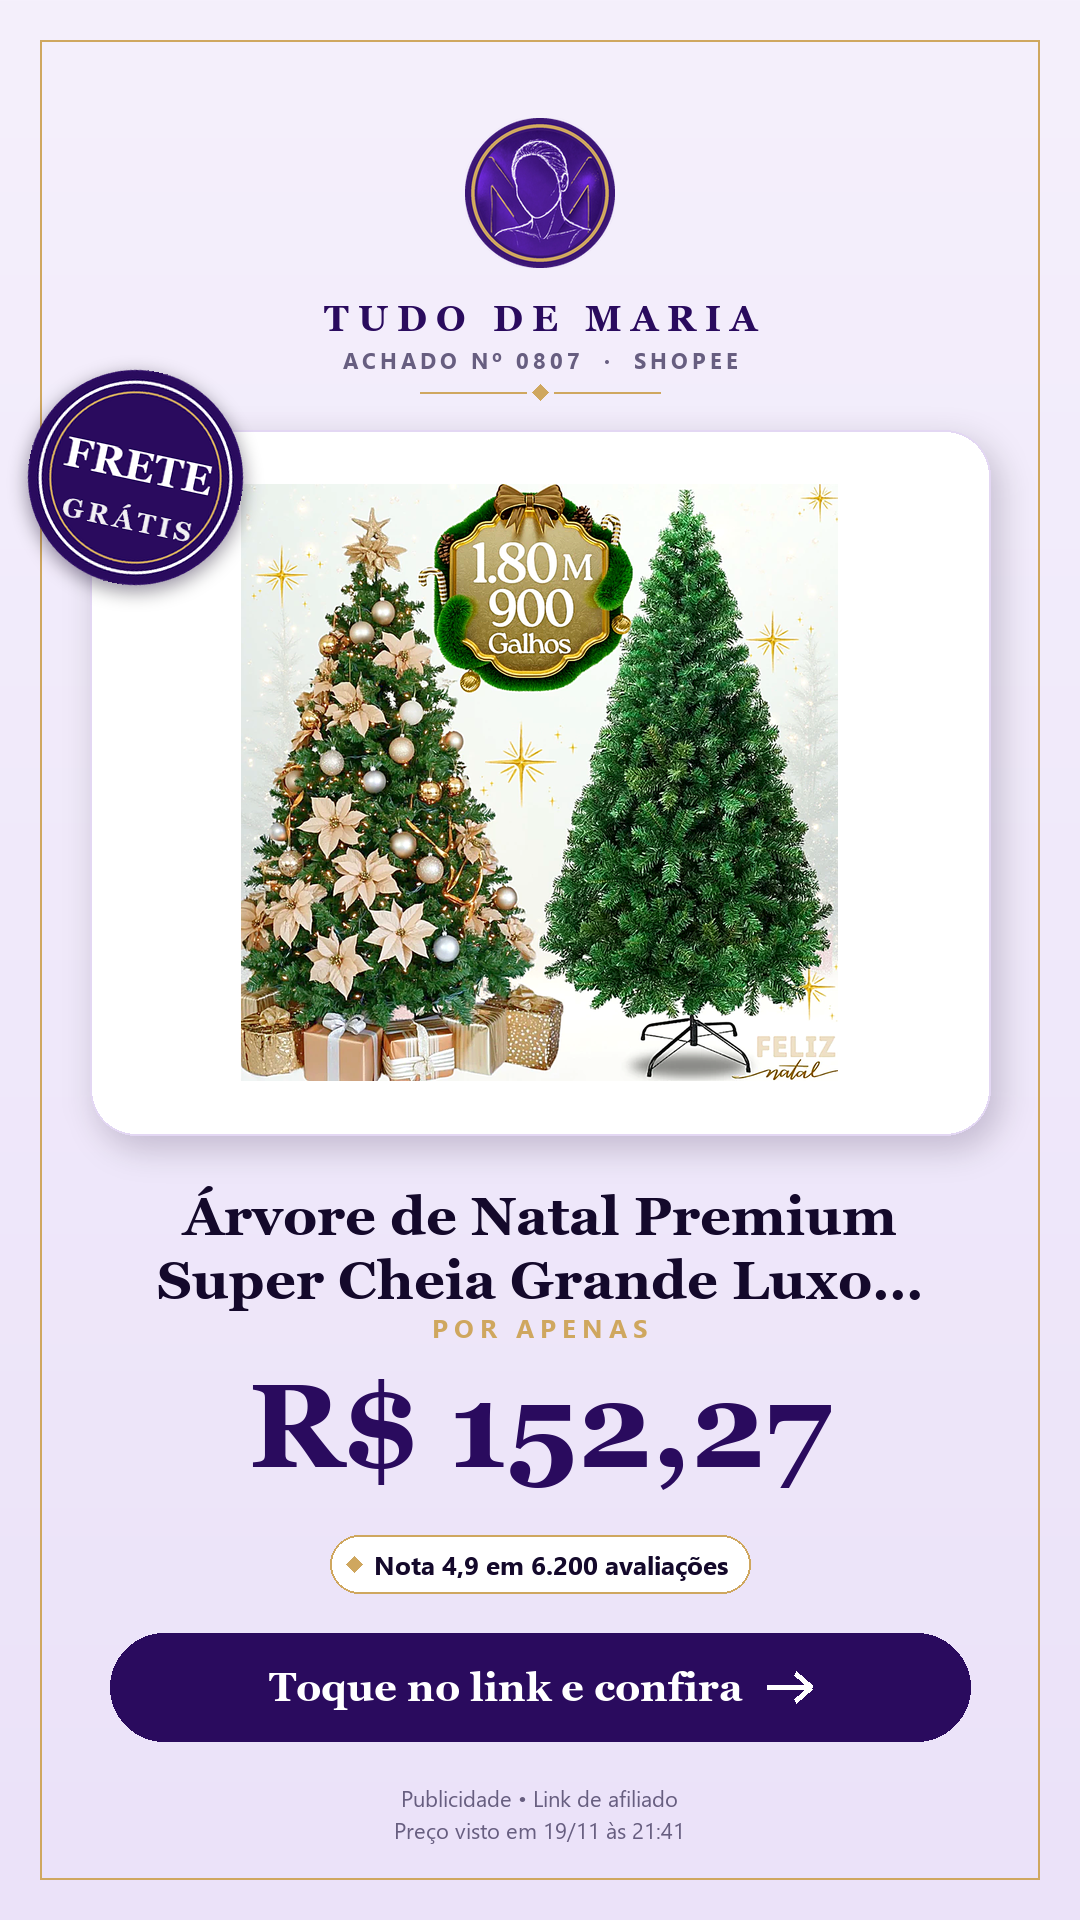 TUDO DE MARIA
ACHADO Nº 0807 · SHOPEE
FRETE
GRÁTIS
1.80 M
900
Galhos
FELIZ
natal
Árvore de Natal Premium
Super Cheia Grande Luxo...
POR APENAS
R$ 152,27
Nota 4,9 em 6.200 avaliações
Toque no link e confira →
Publicidade • Link de afiliado
Preço visto em 19/11 às 21:41